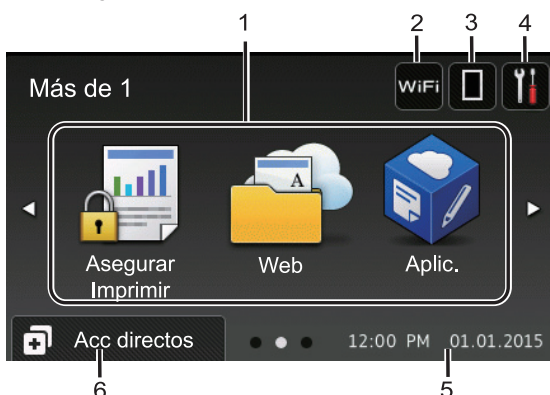 1 2 3 4
Más de 1
WiFi
A
Asegurar
Imprimir
Web
Aplic.
Acc directos
12:00 PM 01.01.2015
6 5